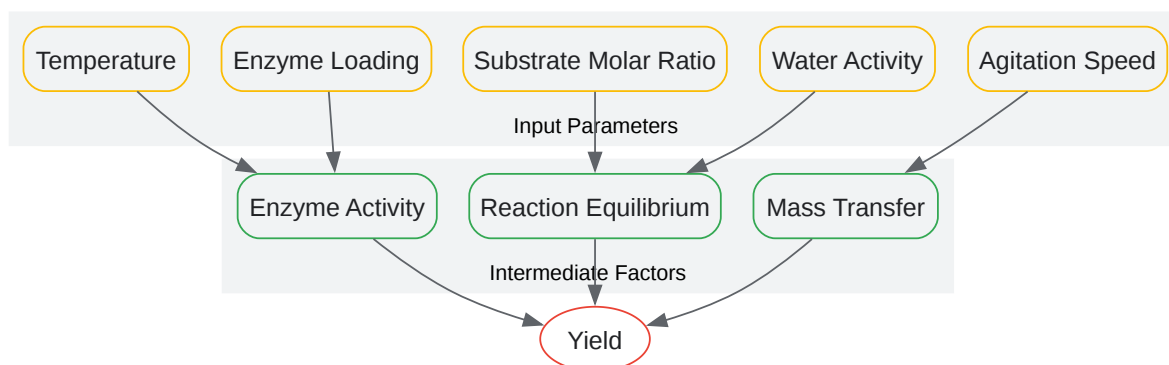 Temperature
Enzyme Loading
Substrate Molar Ratio
Water Activity
Agitation Speed
Input Parameters
Enzyme Activity
Reaction Equilibrium
Mass Transfer
Intermediate Factors
Yield